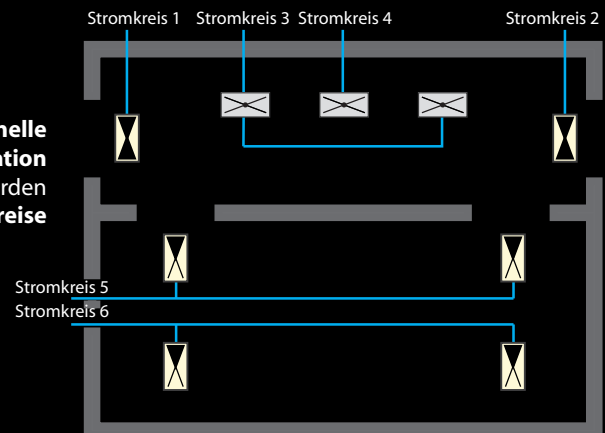 Stromkreis 1 Stromkreis 3 Stromkreis 4 Stromkreis 2
nelle
ation
rden
reise
Stromkreis 5
Stromkreis 6